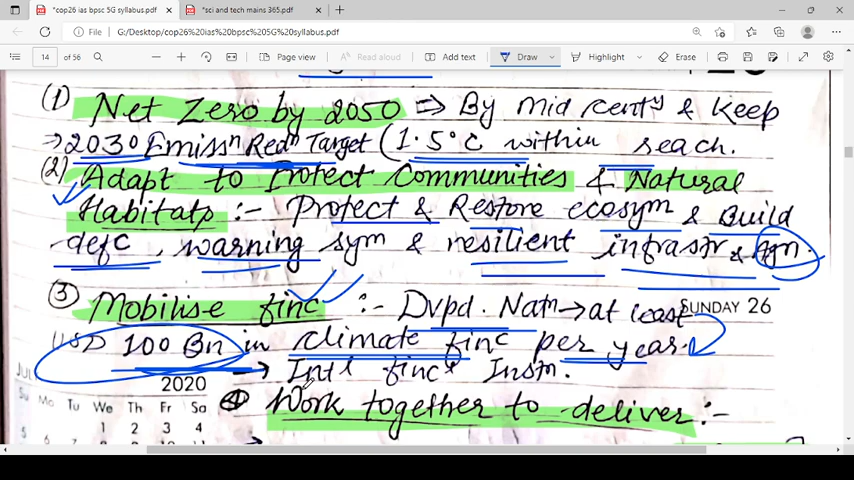 *cop26 ias bpsc 5G syllabus.pdf
*sci and tech mains 365.pdf
File
G:/Desktop/cop26%20ias%20bpsc%205G%20syllabus.pdf
14 of 56
Page view
Read aloud
Add text
Draw
Highlight
Erase
(1) Net Zero by 2050 ⇒ By mid centy & Keep
→ 2030 Emissn Redn Target (1.5°C within reach.
(2) Adapt to Protect Communities & Natural
Habitats :- Protect & Restore ecosym & Build
defc, warning sym & resilient infrastr & Agn.
③ Mobilise finc :- Dvpd. Natn → at least
SUNDAY 26
USD 100 Bn in climate finc per year.
→ Intl fincl Instn.
2020
Mo Tu We Th Fr Sa
1 2 3 4
④ Work together to deliver :-